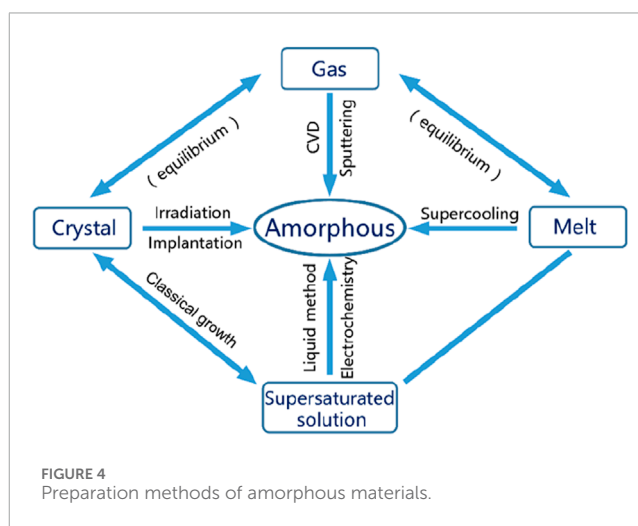 Gas
( equilibrium )
CVD
Sputtering
( equilibrium )
Crystal
Irradiation
Implantation
Amorphous
Supercooling
Melt
Classical growth
Liquid method
Electrochemistry
Supersaturated
solution
FIGURE 4
Preparation methods of amorphous materials.